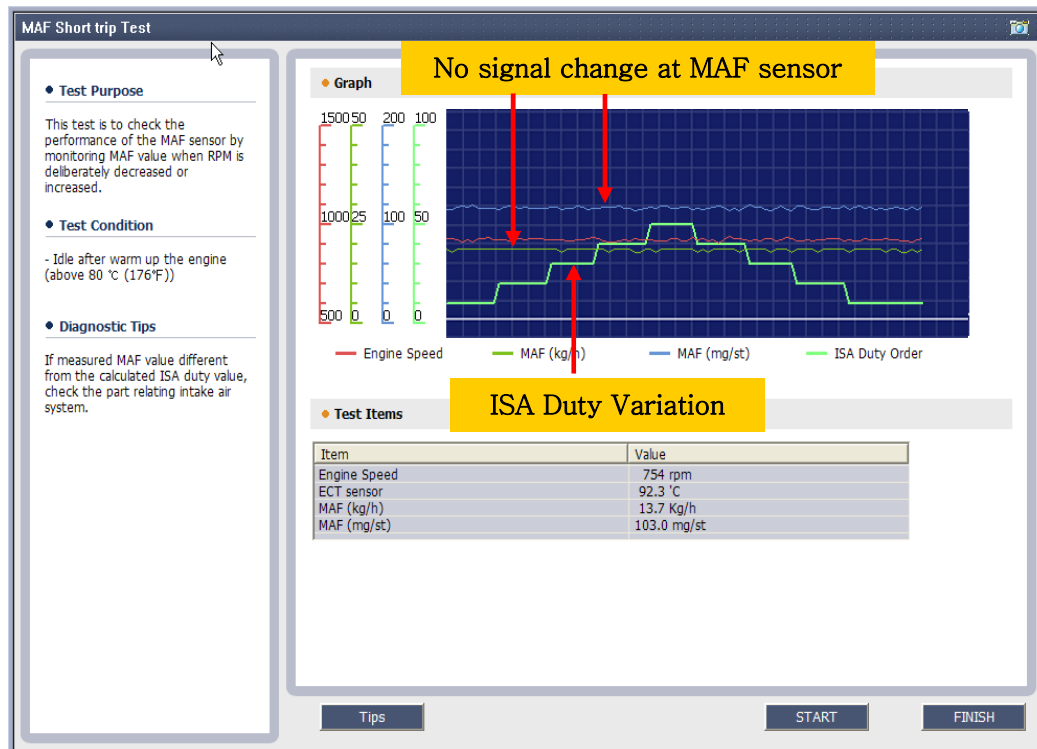 MAF Short trip Test
Test Purpose
This test is to check the
performance of the MAF sensor by
monitoring MAF value when RPM is
deliberately decreased or
increased.
Test Condition
- Idle after warm up the engine
(above 80 ℃ (176℉))
Diagnostic Tips
If measured MAF value different
from the calculated ISA duty value,
check the part relating intake air
system.
Graph
No signal change at MAF sensor
1500 50 200 100
1000 25 100 50
500 0 0 0
Engine Speed MAF (kg/h) MAF (mg/st) ISA Duty Order
ISA Duty Variation
Test Items
Item Value
Engine Speed 754 rpm
ECT sensor 92.3 'C
MAF (kg/h) 13.7 Kg/h
MAF (mg/st) 103.0 mg/st
Tips START FINISH